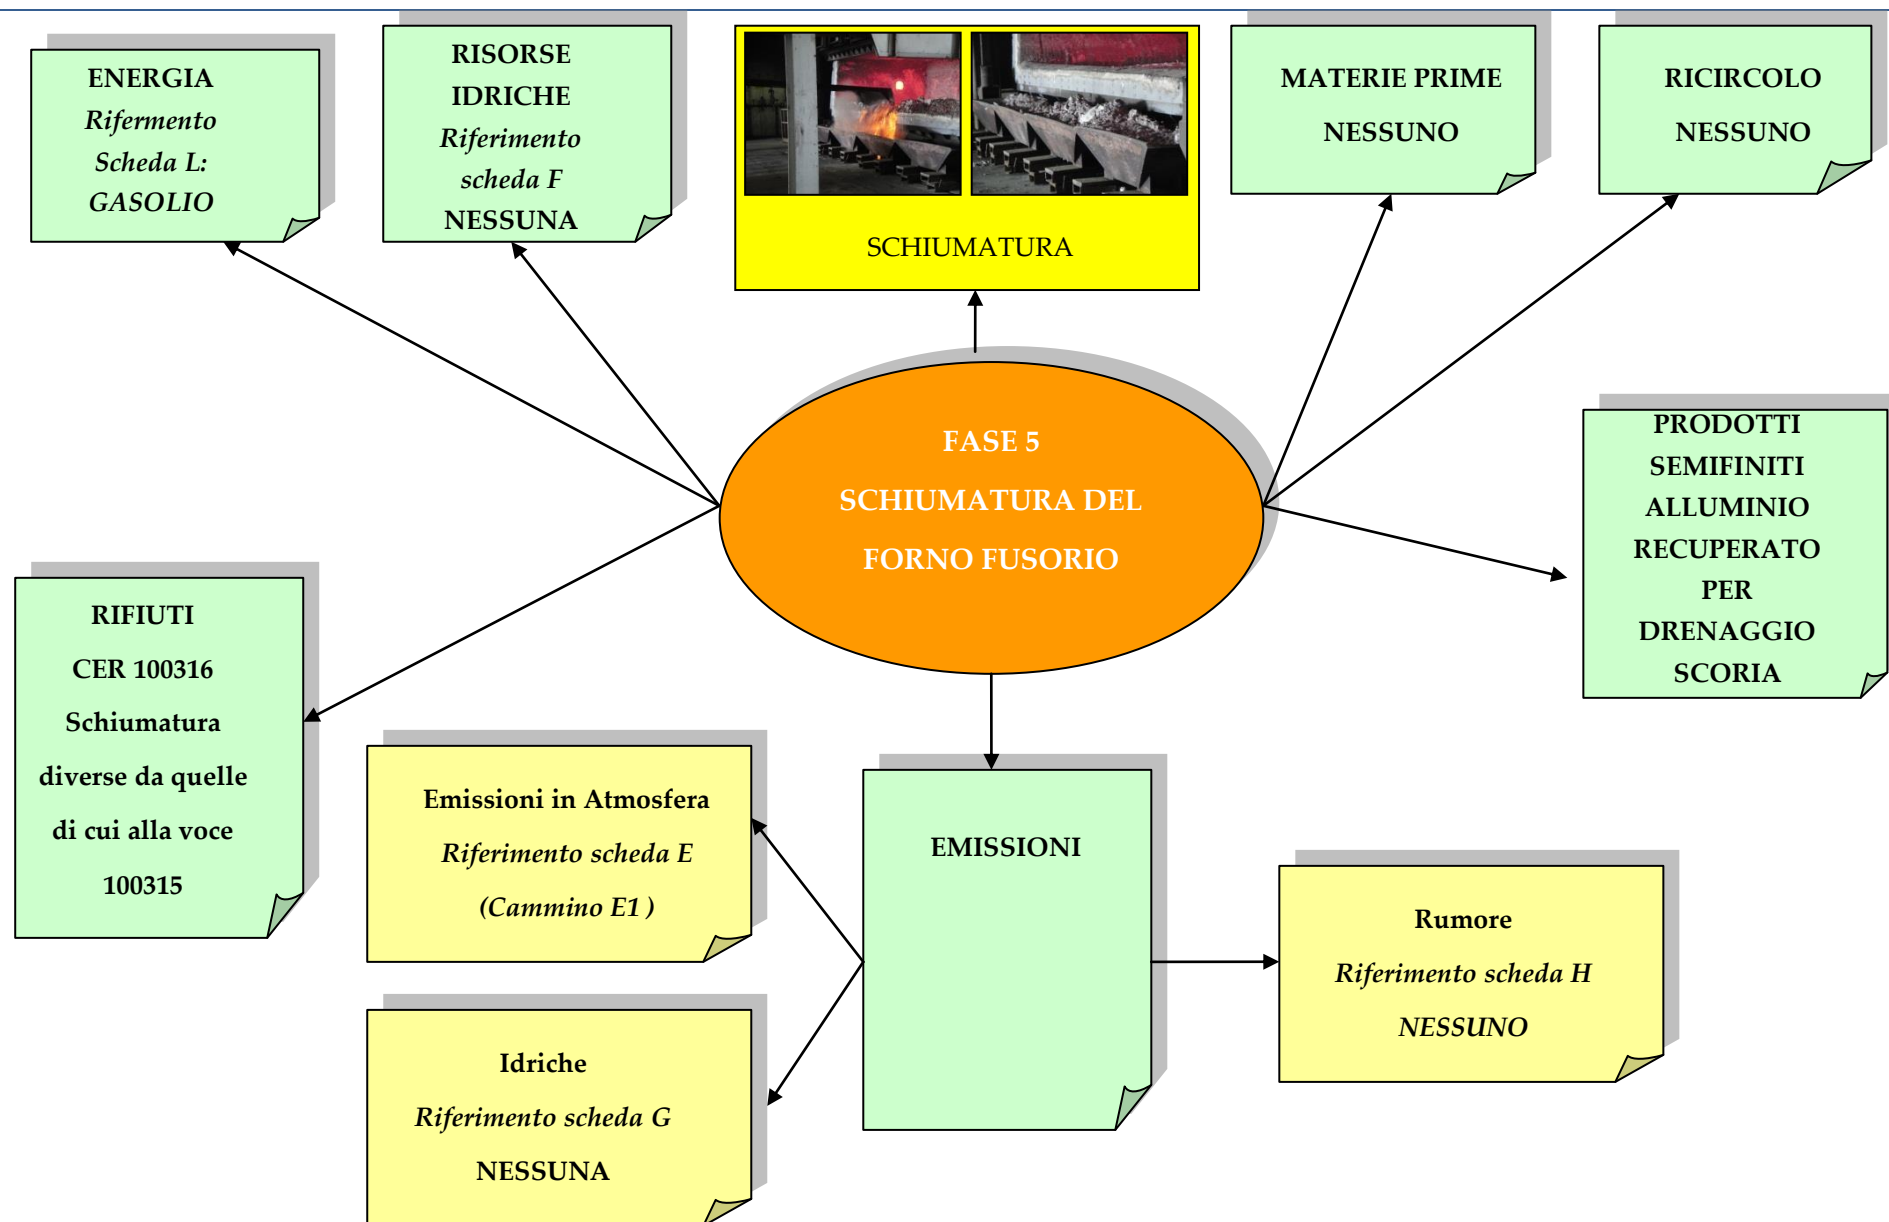 ENERGIA
Rifermento
Scheda L:
GASOLIO
RISORSE
IDRICHE
Riferimento
scheda F
NESSUNA
SCHIUMATURA
MATERIE PRIME
NESSUNO
RICIRCOLO
NESSUNO
FASE 5
SCHIUMATURA DEL
FORNO FUSORIO
PRODOTTI
SEMIFINITI
ALLUMINIO
RECUPERATO
PER
DRENAGGIO
SCORIA
RIFIUTI
CER 100316
Schiumatura
diverse da quelle
di cui alla voce
100315
Emissioni in Atmosfera
Riferimento scheda E
(Cammino E1 )
EMISSIONI
Rumore
Riferimento scheda H
NESSUNO
Idriche
Riferimento scheda G
NESSUNA